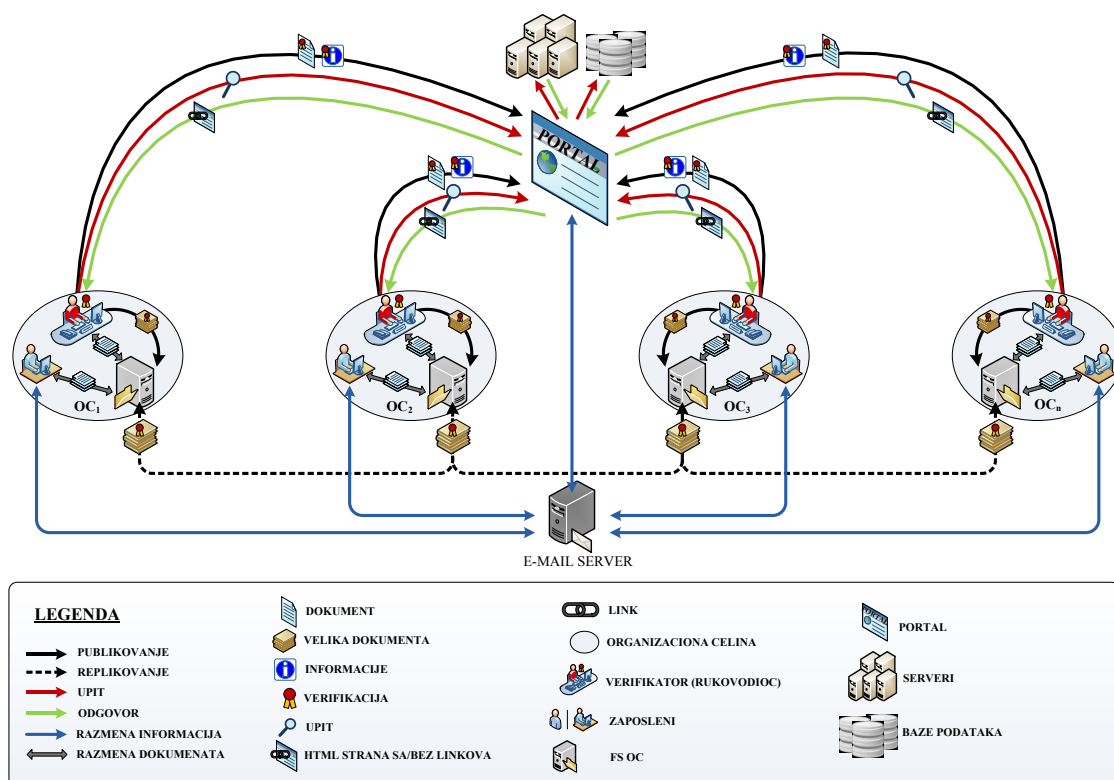 PORTAL
OC1
OC2
OC3
OCn
E-MAIL SERVER
LEGENDA
PUBLIKOVANJE
REPLIKOVANJE
UPIT
ODGOVOR
RAZMENA INFORMACIJA
RAZMENA DOKUMENATA
DOKUMENT
VELIKA DOKUMENTA
INFORMACIJE
VERIFIKACIJA
UPIT
HTML STRANA SA/BEZ LINKOVA
LINK
ORGANIZACIONA CELINA
VERIFIKATOR (RUKOVODIOC)
ZAPOSLENI
FS OC
PORTAL
PORTAL
SERVERI
BAZE PODATAKA